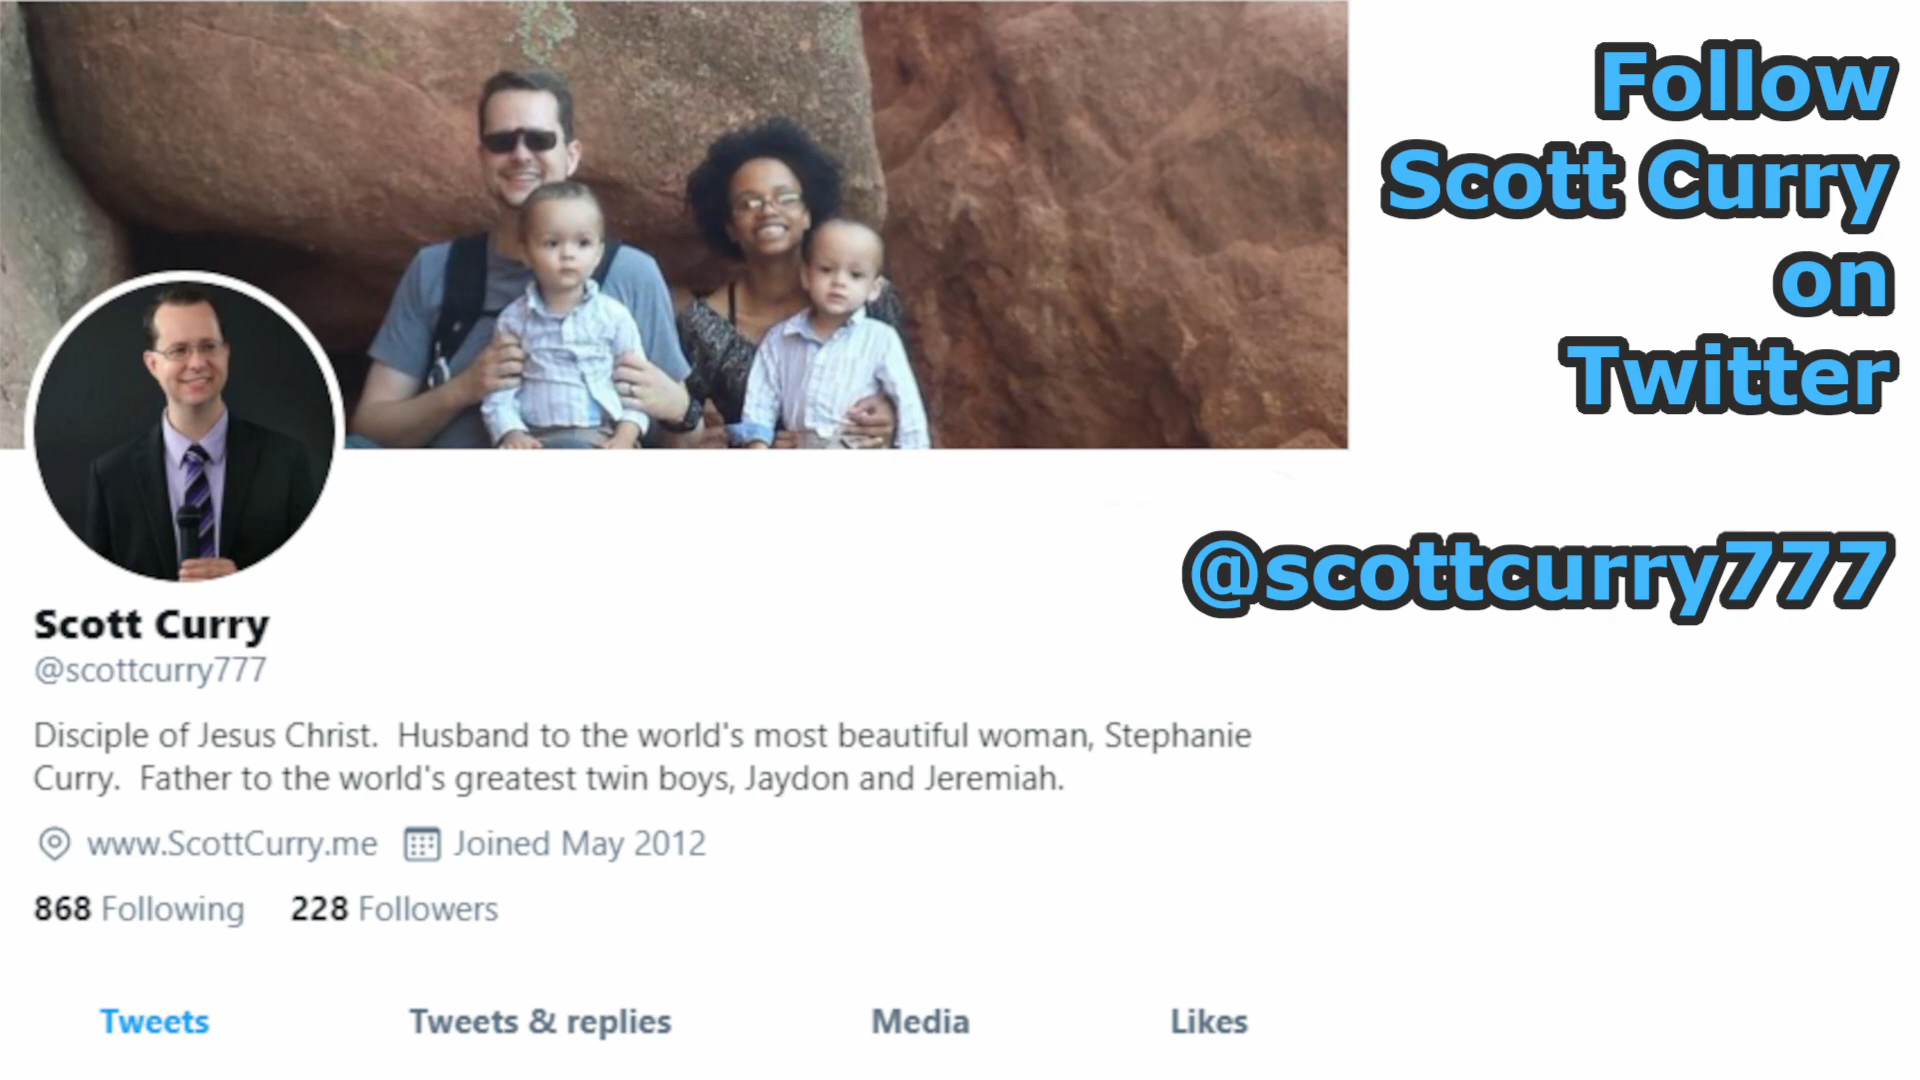 Follow
Scott Curry
on
Twitter
@scottcurry777
Scott Curry
@scottcurry777
Disciple of Jesus Christ.  Husband to the world's most beautiful woman, Stephanie
Curry.  Father to the world's greatest twin boys, Jaydon and Jeremiah.
www.ScottCurry.me Joined May 2012
868 Following 228 Followers
Tweets Tweets & replies Media Likes